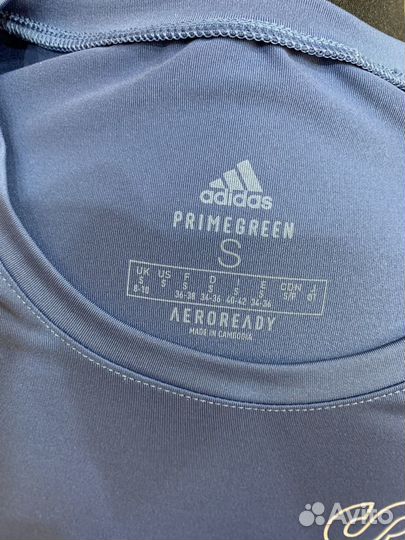 adidas
PRIMEGREEN
S
UK US F D I E CDN J
S S S S S S S/P OT
8-10 36-38 34-36 40-42 34-36
AEROREADY
MADE IN CAMBODIA
Avito